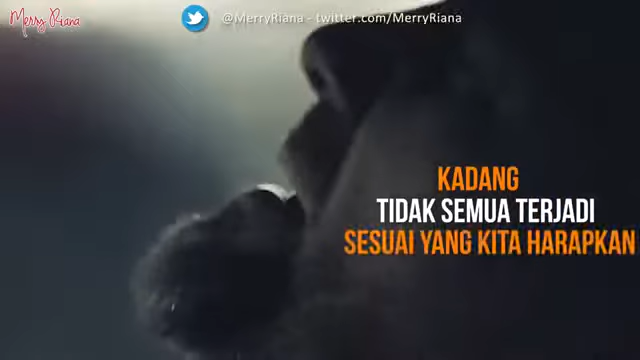 Merry Riana
@MerryRiana - twitter.com/MerryRiana
KADANG
TIDAK SEMUA TERJADI
SESUAI YANG KITA HARAPKAN